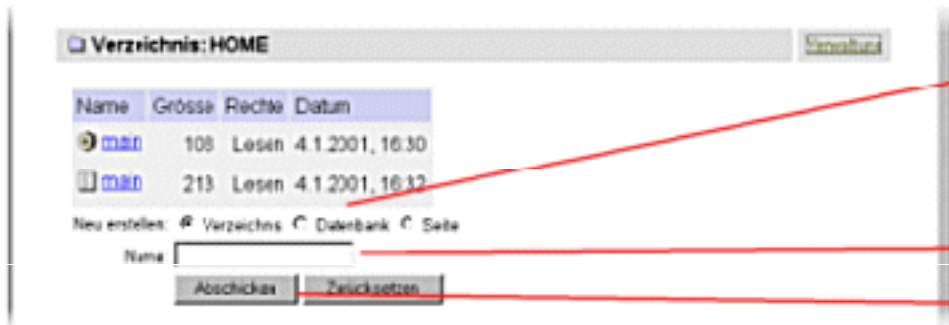 Verzeichnis: HOME Verwaltung
Name Grösse Rechte Datum
main 108 Lesen 4.1.2001, 16:30
main 213 Lesen 4.1.2001, 16:32
Neu erstellen: Verzeichnis Datenbank Seite
Name
Abschicken Zurücksetzen